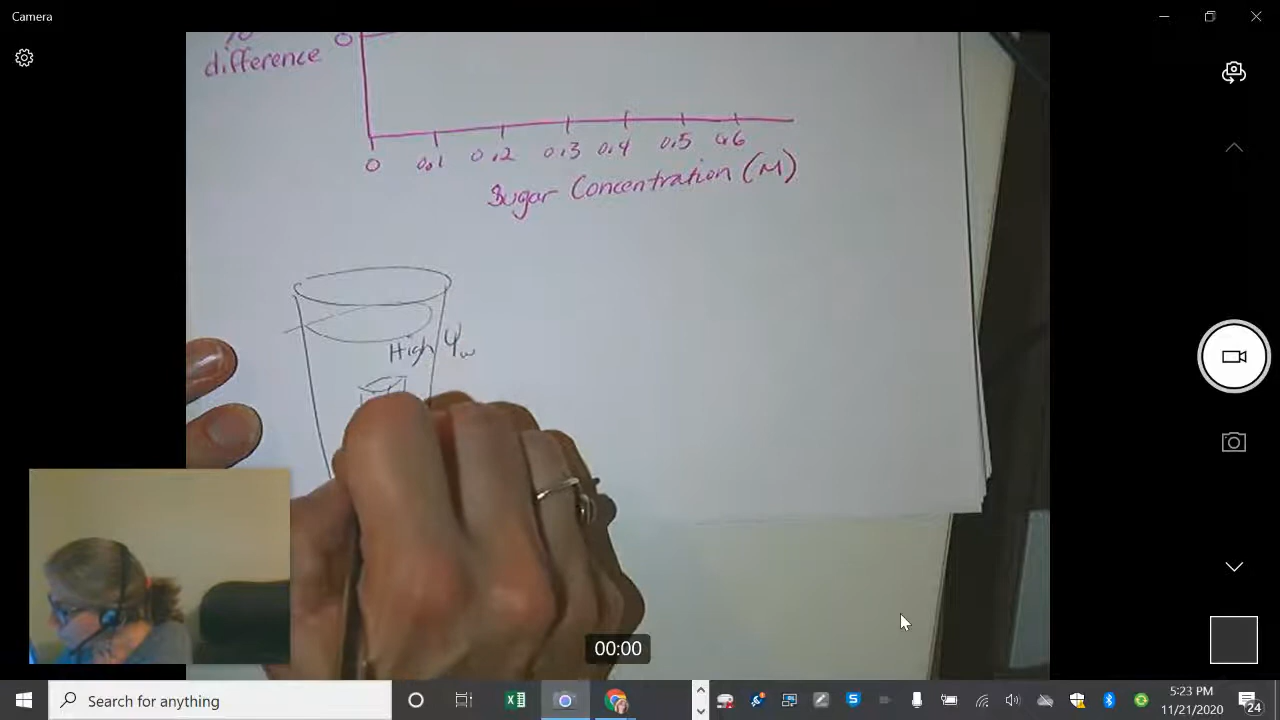 Camera
%
difference
0
0 0.1 0.2 0.3 0.4 0.5 0.6
Sugar Concentration (M)
High Ψw
00:00
Search for anything
5:23 PM
11/21/2020
24